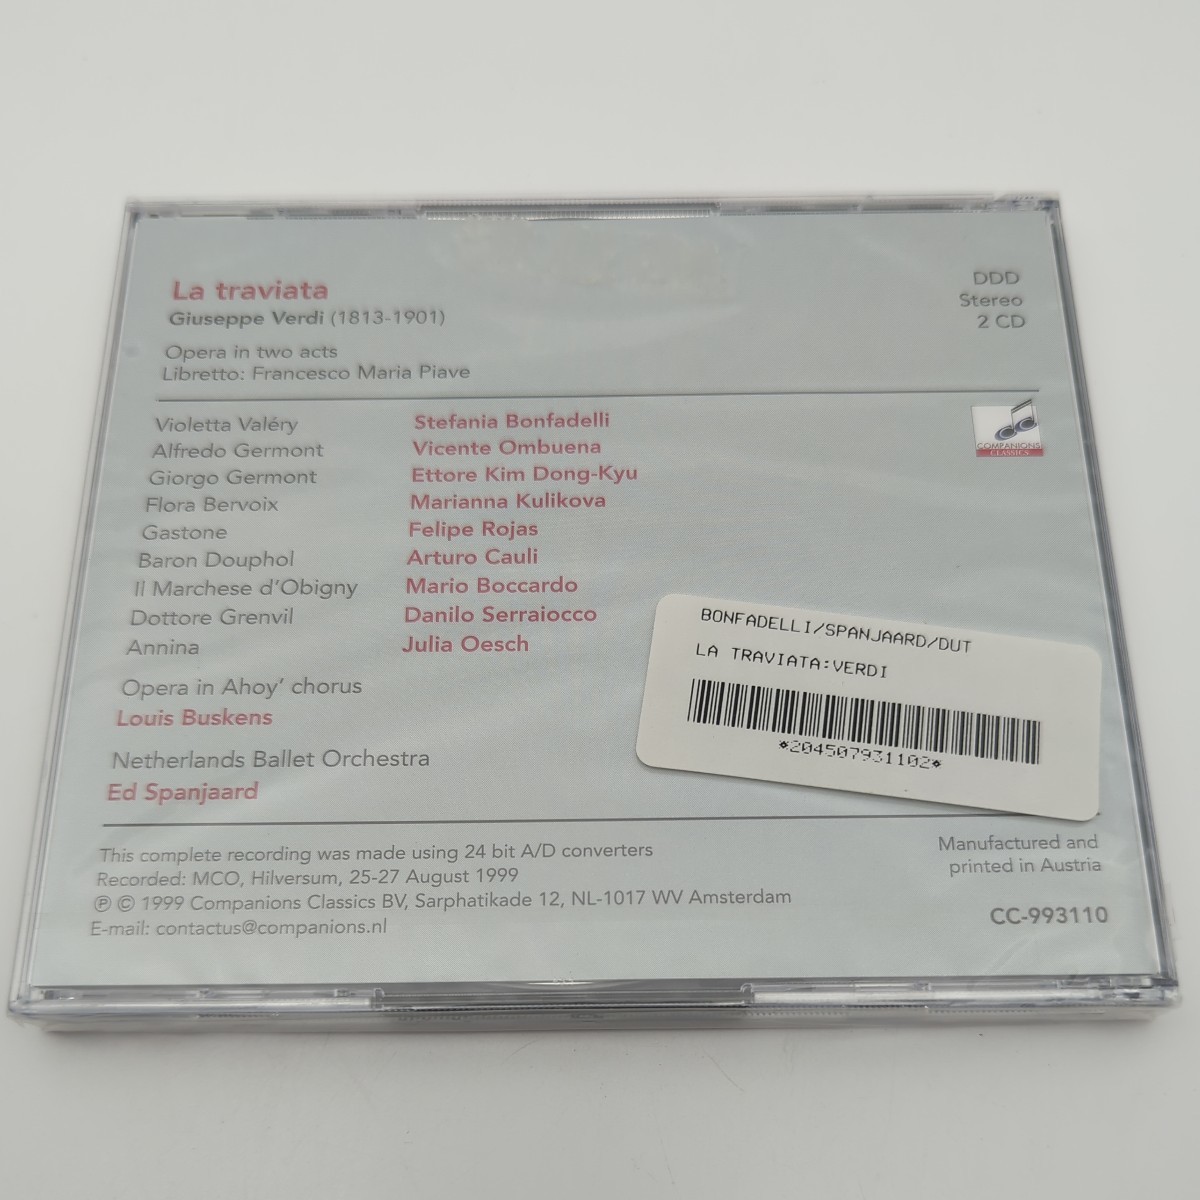 La traviata
Giuseppe Verdi (1813-1901)
Opera in two acts
Libretto: Francesco Maria Piave
DDD
Stereo
2 CD
COMPANIONS
CLASSICS
Violetta Valéry Stefania Bonfadelli
Alfredo Germont Vicente Ombuena
Giorgo Germont Ettore Kim Dong-Kyu
Flora Bervoix Marianna Kulikova
Gastone Felipe Rojas
Baron Douphol Arturo Cauli
Il Marchese d'Obigny Mario Boccardo
Dottore Grenvil Danilo Serraiocco
Annina Julia Oesch
Opera in Ahoy' chorus
Louis Buskens
Netherlands Ballet Orchestra
Ed Spanjaard
BONFADELLI/SPANJAARD/DUT
LA TRAVIATA:VERDI
*204507931102*
This complete recording was made using 24 bit A/D converters
Recorded: MCO, Hilversum, 25-27 August 1999
℗ © 1999 Companions Classics BV, Sarphatikade 12, NL-1017 WV Amsterdam
E-mail: contactus@companions.nl
Manufactured and
printed in Austria
CC-993110